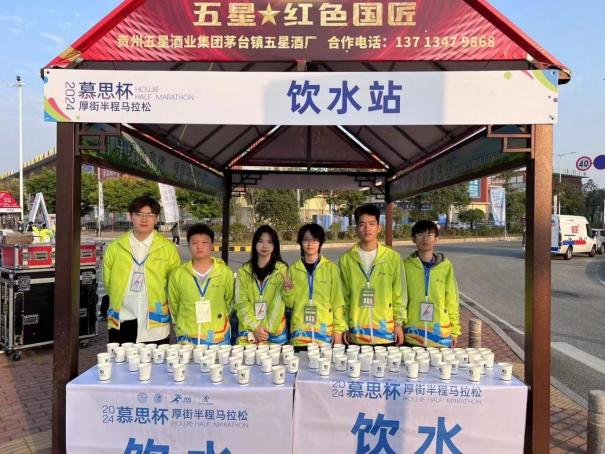 五星★红色国匠
贵州五星酒业集团茅台镇五星酒厂 合作电话：137 1347 9868
2024 慕思杯 HOUJIE HALF MARATHON 厚街半程马拉松
饮水站
40
2024 慕思杯 厚街半程马拉松
HOUJIE HALF MARATHON
饮水
2024 慕思杯 厚街半程马拉松
HOUJIE HALF MARATHON
饮水